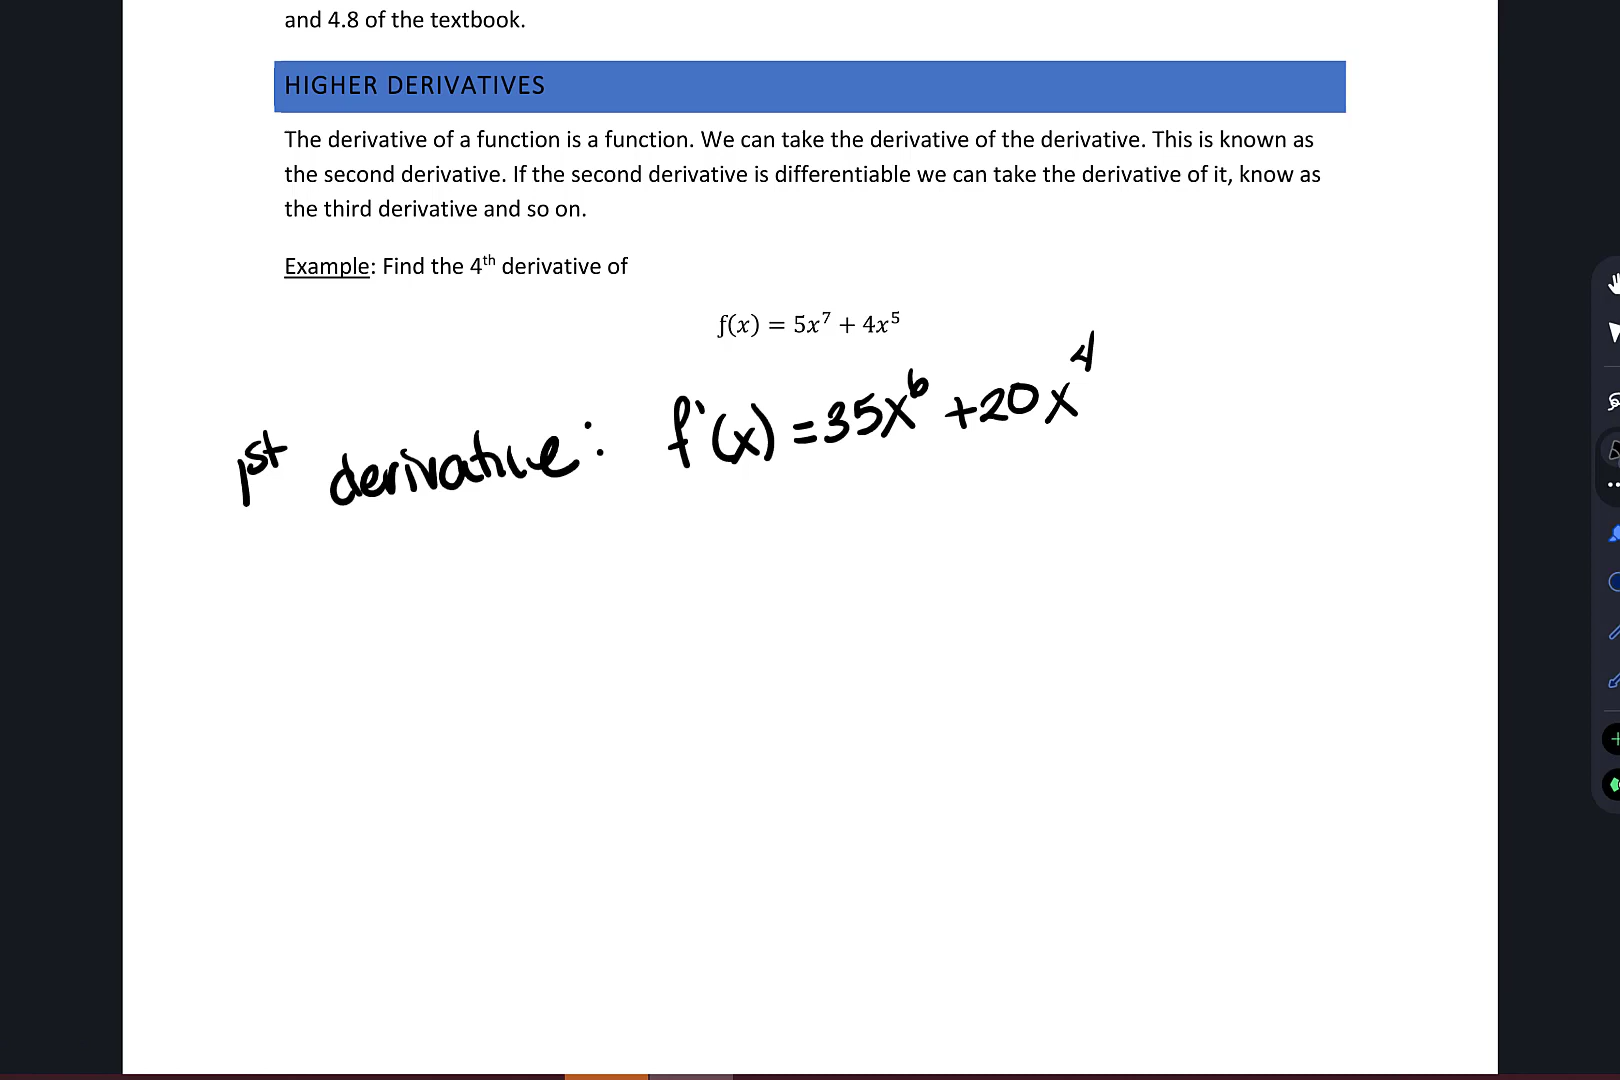 and 4.8 of the textbook.
HIGHER DERIVATIVES
The derivative of a function is a function. We can take the derivative of the derivative. This is known as
the second derivative. If the second derivative is differentiable we can take the derivative of it, know as
the third derivative and so on.
Example: Find the 4th derivative of
f(x) = 5x⁷ + 4x⁵
1st derivative: f'(x) = 35x⁶ + 20x⁴